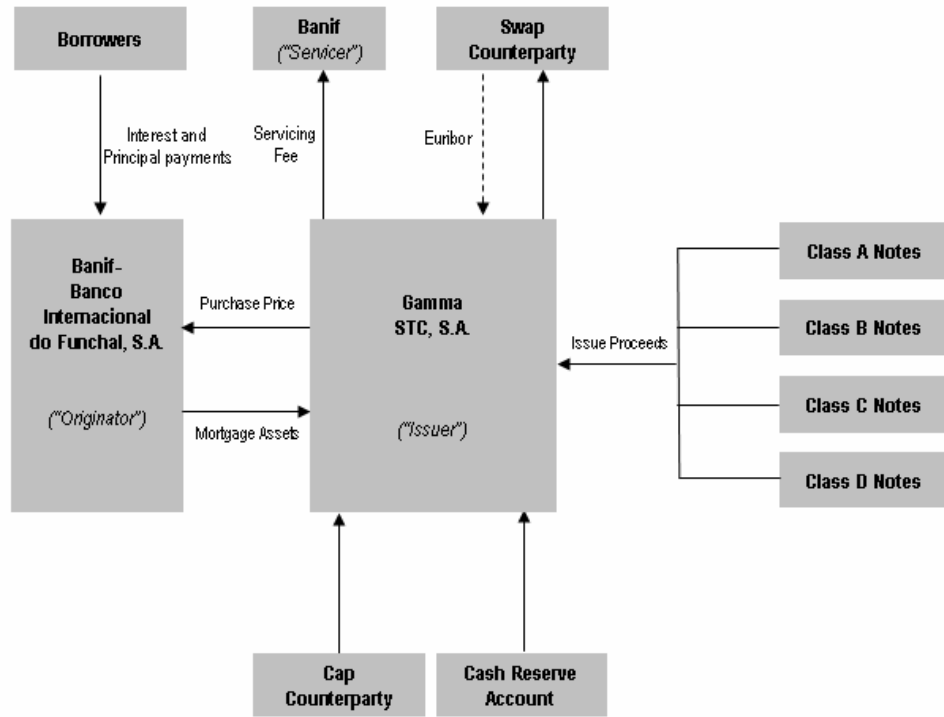 Borrowers
Banif
("Servicer")
Swap
Counterparty
Interest and
Principal payments
Servicing
Fee
Euribor
Banif-
Banco
Internacional
do Funchal, S.A.
("Originator")
Purchase Price
Mortgage Assets
Gamma
STC, S.A.
("Issuer")
Issue Proceeds
Class A Notes
Class B Notes
Class C Notes
Class D Notes
Cap
Counterparty
Cash Reserve
Account